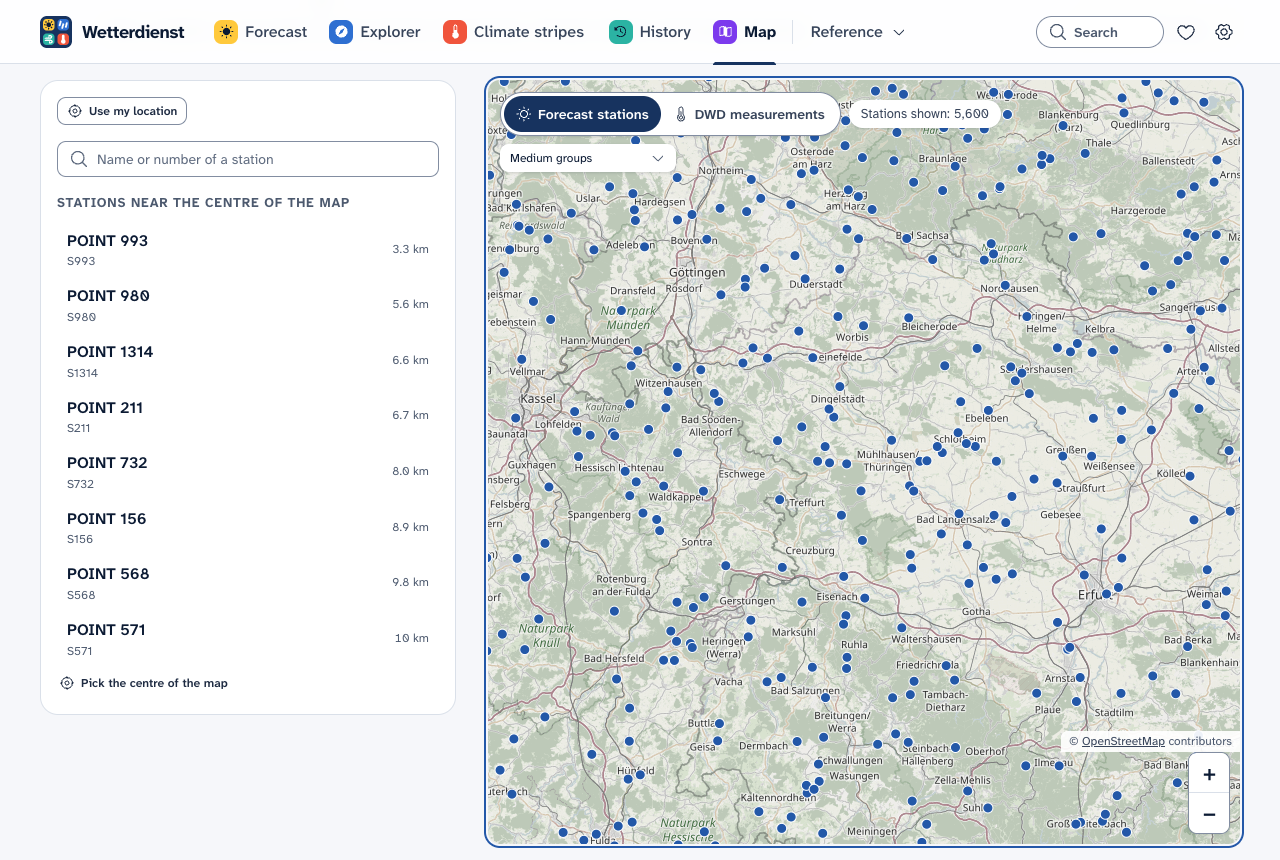 Wetterdienst
Forecast
Explorer
Climate stripes
History
Map
Reference
Search
Use my location
Name or number of a station
STATIONS NEAR THE CENTRE OF THE MAP
POINT 993
3.3 km
S993
POINT 980
5.6 km
S980
POINT 1314
6.6 km
S1314
POINT 211
6.7 km
S211
POINT 732
8.0 km
S732
POINT 156
8.9 km
S156
POINT 568
9.8 km
S568
POINT 571
10 km
S571
Pick the centre of the map
Forecast stations
DWD measurements
Stations shown: 5,600
Medium groups
Blankenburg
(Harz)
Quedlinburg
Thale
Ballenstedt
Osterode
am Harz
Braunlage
Northeim
Uslar
Hardegsen
Herzberg
am Harz
Harzgerode
Bad Sachsa
Adelebsen
Bovenden
Göttingen
Rosdorf
Dransfeld
Duderstadt
Naturpark
Südharz
Nordhausen
Naturpark
Münden
Hann. Münden
Worbis
Bleicherode
Heringen/
Helme
Kelbra
Sangerhausen
Vellmar
Witzenhausen
Leinefelde
Sondershausen
Kassel
Kaufunger
Wald
Dingelstädt
Lohfelden
Baunatal
Bad Sooden-
Allendorf
Ebeleben
Schlotheim
Greußen
Guxhagen
Hessisch Lichtenau
Eschwege
Mühlhausen/
Thüringen
Weißensee
Straußfurt
Felsberg
Waldkappel
Treffurt
Spangenberg
Bad Langensalza
Gebesee
Sontra
Creuzburg
Rotenburg
an der Fulda
Gerstungen
Eisenach
Gotha
Erfurt
Weimar
Naturpark
Knüll
Marksuhl
Heringen
(Werra)
Ruhla
Waltershausen
Bad Berka
Bad Hersfeld
Friedrichroda
Blankenhain
Vacha
Bad Salzungen
Tambach-
Dietharz
Arnstadt
Plaue
Stadtilm
Breitungen/
Werra
Buttlar
Geisa
Dermbach
Steinbach-
Hallenberg
Oberhof
Ilmenau
Hünfeld
Schwallungen
Wasungen
Zella-Mehlis
Kaltennordheim
Suhl
Naturpark
Hessische
Meiningen
Großbreitenbach
Fulda
© OpenStreetMap contributors
+
−